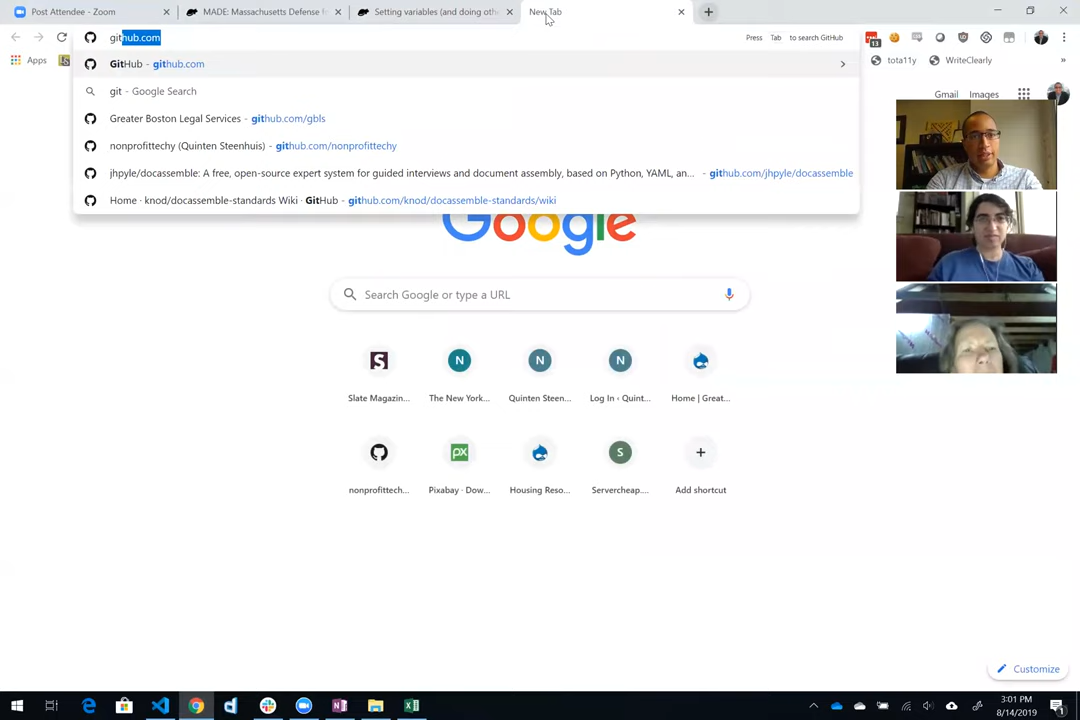 Post Attendee - Zoom
MADE: Massachusetts Defense f
Setting variables (and doing oth
New Tab
github.com
Press Tab to search GitHub
13
Apps
tota11y
WriteClearly
»
GitHub - github.com
git - Google Search
Greater Boston Legal Services - github.com/gbls
nonprofittechy (Quinten Steenhuis) - github.com/nonprofittechy
jhpyle/docassemble: A free, open-source expert system for guided interviews and document assembly, based on Python, YAML, an... - github.com/jhpyle/docassemble
Home · knod/docassemble-standards Wiki · GitHub - github.com/knod/docassemble-standards/wiki
Gmail Images
Google
Search Google or type a URL
S N N N
Slate Magazin... The New York... Quinten Steen... Log In ‹ Quint... Home | Great...
px S
nonprofittech... Pixabay · Dow... Housing Reso... Servercheap.... Add shortcut
Customize
3:01 PM
8/14/2019
1